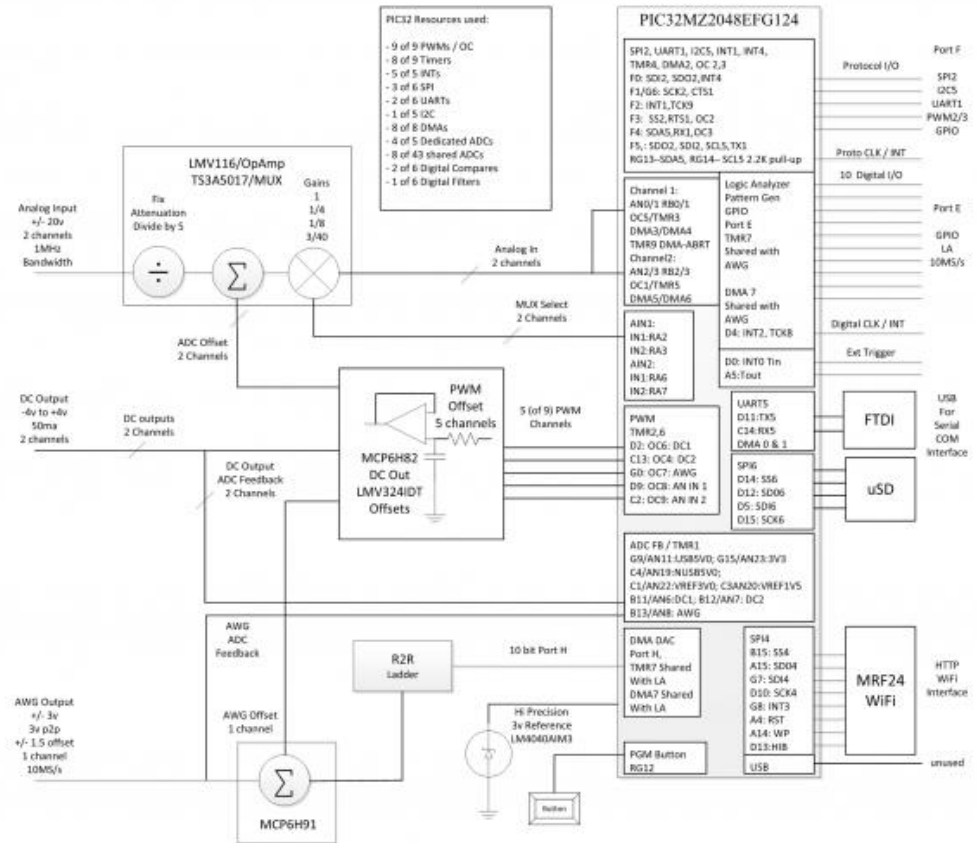 PIC32 Resources used:
- 9 of 9 PWMs / OC
- 8 of 9 Timers
- 5 of 5 INTs
- 3 of 6 SPI
- 2 of 6 UARTs
- 1 of 5 I2C
- 8 of 8 DMAs
- 4 of 5 Dedicated ADCs
- 8 of 43 shared ADCs
- 2 of 6 Digital Compares
- 1 of 6 Digital Filters
PIC32MZ2048EFG124
SPI2, UART1, I2C5, INT1, INT4,
TMR4, DMA2, OC 2,3
F0: SDI2, SDO2,INT4
F1/G6: SCK2, CTS1
F2: INT1,TCK9
F3: SS2,RTS1, OC2
F4: SDA5,RX1,OC3
F5,: SDO2, SDI2, SCL5,TX1
RG13--SDA5, RG14-- SCL5 2.2K pull-up
Protocol I/O
Port F
SPI2
I2C5
UART1
PWM2/3
GPIO
Proto CLK / INT
10 Digital I/O
Port E
GPIO
LA
10MS/s
Digital CLK / INT
Ext Trigger
LMV116/OpAmp
TS3A5017/MUX
Fix
Attenuation
Divide by 5
Gains
1
1/4
1/8
3/40
÷
Σ
Analog Input
+/- 20v
2 channels
1MHz
Bandwidth
Analog In
2 channels
MUX Select
2 Channels
ADC Offset
2 Channels
Channel 1:
AN0/1 RB0/1
OC5/TMR3
DMA3/DMA4
TMR9 DMA-ABRT
Channel2:
AN2/3 RB2/3
OC1/TMR5
DMA5/DMA6
Logic Analyzer
Pattern Gen
GPIO
Port E
TMR7
Shared with
AWG
DMA 7
Shared with
AWG
D4: INT2, TCK8
AIN1:
IN1:RA2
IN2:RA3
AIN2:
IN1:RA6
IN2:RA7
D0: INT0 Tin
A5:Tout
DC Output
-4v to +4v
50ma
2 channels
DC outputs
2 Channels
DC Output
ADC Feedback
2 Channels
PWM
Offset
5 channels
MCP6H82
DC Out
LMV324IDT
Offsets
5 (of 9) PWM
Channels
PWM
TMR2,6
D2: OC6: DC1
C13: OC4: DC2
G0: OC7: AWG
D9: OC8: AN IN 1
C2: OC9: AN IN 2
UART5
D11:TX5
C14:RX5
DMA 0 & 1
FTDI
USB
For
Serial
COM
Interface
SPI6
D14: SS6
D12: SDO6
D5: SDI6
D15: SCK6
uSD
ADC FB / TMR1
G9/AN11:USB5V0; G15/AN23:3V3
C4/AN19:NUSB5V0;
C1/AN22:VREF3V0; C3AN20:VREF1V5
B11/AN6:DC1; B12/AN7: DC2
B13/AN8: AWG
AWG
ADC
Feedback
R2R
Ladder
10 bit Port H
DMA DAC
Port H,
TMR7 Shared
With LA
DMA7 Shared
With LA
SPI4
B15: SS4
A15: SDO4
G7: SDI4
D10: SCK4
G8: INT3
A4: RST
A14: WP
D13:HIB
MRF24
WiFi
HTTP
WiFi
Interface
AWG Output
+/- 3v
3v p2p
+/- 1.5 offset
1 channel
10MS/s
AWG Offset
1 channel
Σ
MCP6H91
Hi Precision
3v Reference
LM4040AIM3
PGM Button
RG12
USB
unused
Button